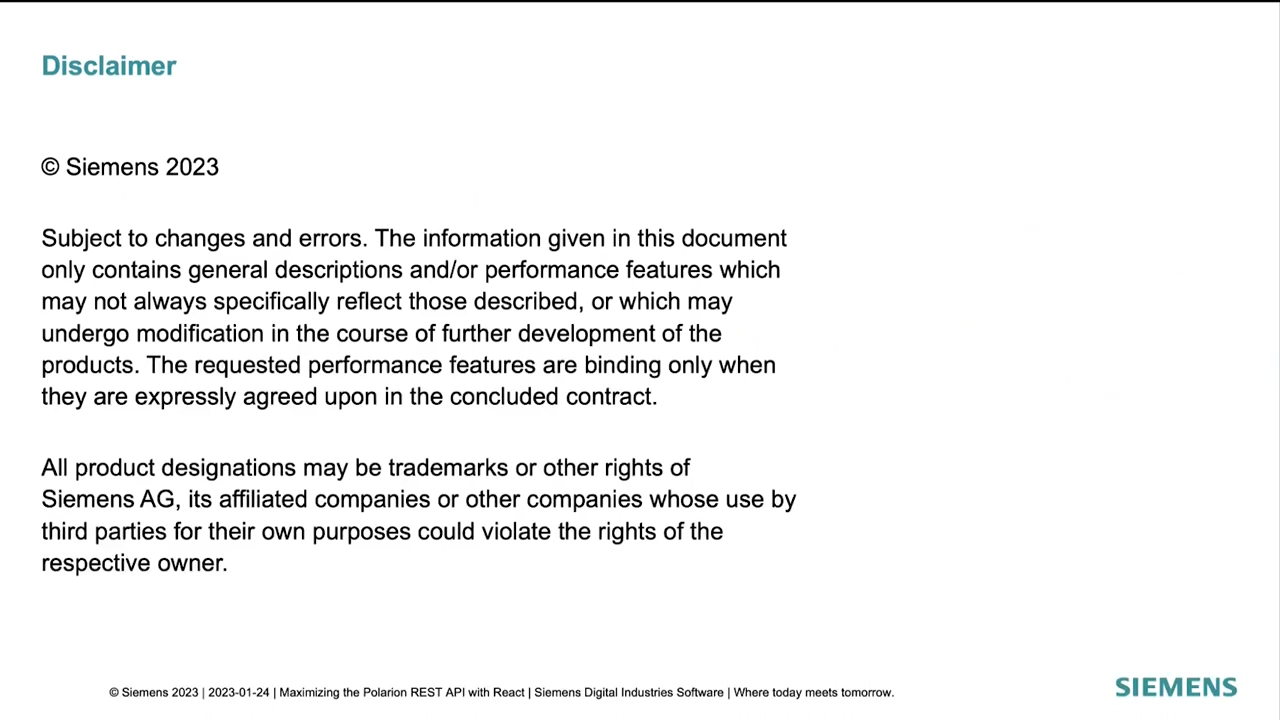 Disclaimer
© Siemens 2023
Subject to changes and errors. The information given in this document
only contains general descriptions and/or performance features which
may not always specifically reflect those described, or which may
undergo modification in the course of further development of the
products. The requested performance features are binding only when
they are expressly agreed upon in the concluded contract.
All product designations may be trademarks or other rights of
Siemens AG, its affiliated companies or other companies whose use by
third parties for their own purposes could violate the rights of the
respective owner.
© Siemens 2023 | 2023-01-24 | Maximizing the Polarion REST API with React | Siemens Digital Industries Software | Where today meets tomorrow.
SIEMENS